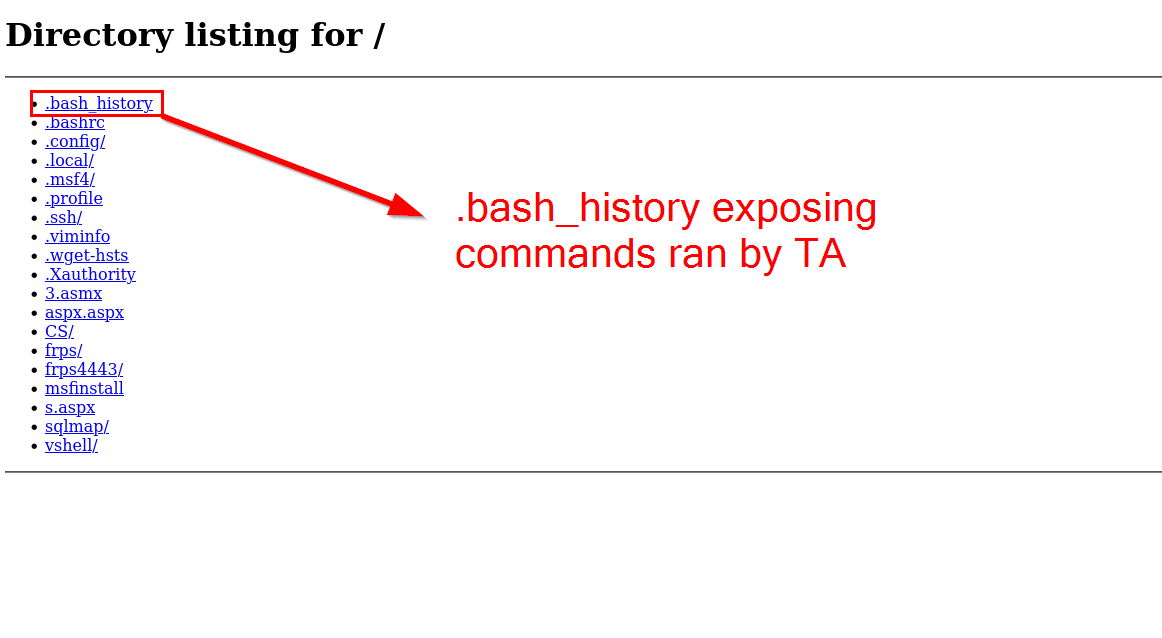 Directory listing for /
.bash_history
.bashrc
.config/
.local/
.msf4/
.profile
.ssh/
.viminfo
.wget-hsts
.Xauthority
3.asmx
aspx.aspx
CS/
frps/
frps4443/
msfinstall
s.aspx
sqlmap/
vshell/
.bash_history exposing
commands ran by TA